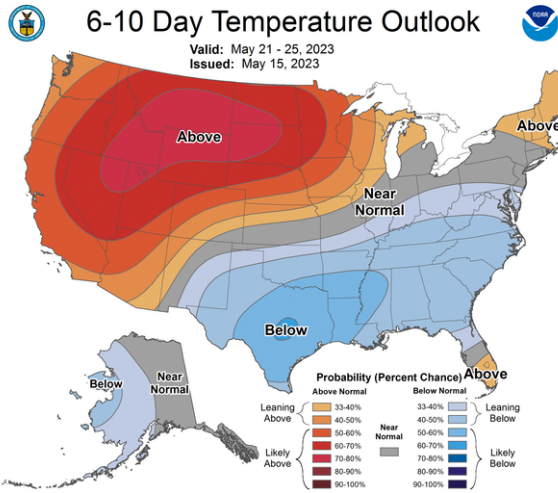 6-10 Day Temperature Outlook
NOAA
Valid: May 21 - 25, 2023
Issued: May 15, 2023
Above
Above
Near
Normal
Below
Above
Below
Near
Normal
Probability (Percent Chance)
Above Normal
Below Normal
Leaning
Above
33-40%
40-50%
Likely
Above
50-60%
60-70%
70-80%
80-90%
90-100%
Near
Normal
33-40%
40-50%
Leaning
Below
50-60%
60-70%
70-80%
80-90%
90-100%
Likely
Below